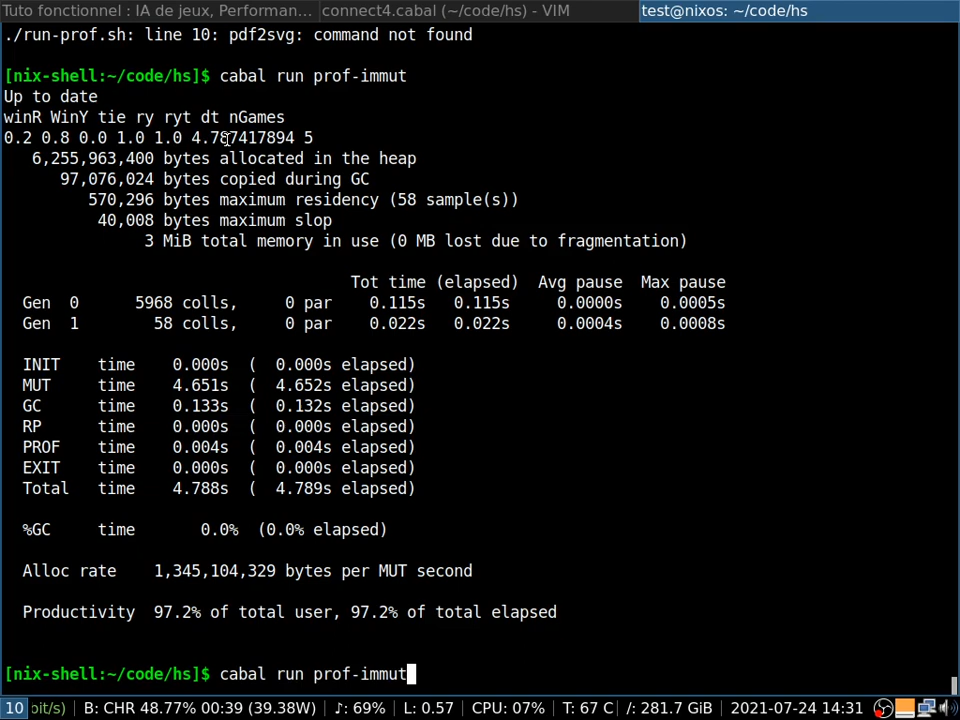 Tuto fonctionnel : IA de jeux, Performan... connect4.cabal (~/code/hs) - VIM test@nixos: ~/code/hs
./run-prof.sh: line 10: pdf2svg: command not found
[nix-shell:~/code/hs]$ cabal run prof-immut
Up to date
winR WinY tie ry ryt dt nGames
0.2 0.8 0.0 1.0 1.0 4.787417894 5
6,255,963,400 bytes allocated in the heap
97,076,024 bytes copied during GC
570,296 bytes maximum residency (58 sample(s))
40,008 bytes maximum slop
3 MiB total memory in use (0 MB lost due to fragmentation)
Tot time (elapsed) Avg pause Max pause
Gen 0 5968 colls, 0 par 0.115s 0.115s 0.0000s 0.0005s
Gen 1 58 colls, 0 par 0.022s 0.022s 0.0004s 0.0008s
INIT time 0.000s ( 0.000s elapsed)
MUT time 4.651s ( 4.652s elapsed)
GC time 0.133s ( 0.132s elapsed)
RP time 0.000s ( 0.000s elapsed)
PROF time 0.004s ( 0.004s elapsed)
EXIT time 0.000s ( 0.000s elapsed)
Total time 4.788s ( 4.789s elapsed)
%GC time 0.0% (0.0% elapsed)
Alloc rate 1,345,104,329 bytes per MUT second
Productivity 97.2% of total user, 97.2% of total elapsed
[nix-shell:~/code/hs]$ cabal run prof-immut
10 bit/s) B: CHR 48.77% 00:39 (39.38W) ♪: 69% L: 0.57 CPU: 07% T: 67 C /: 281.7 GiB 2021-07-24 14:31